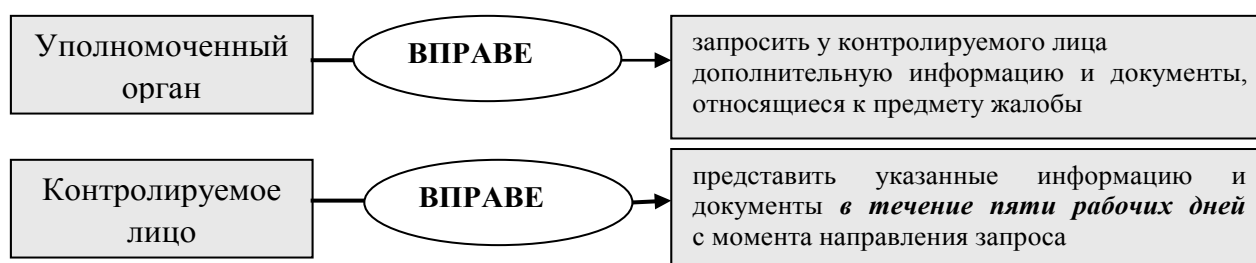 Уполномоченный
орган
ВПРАВЕ
запросить у контролируемого лица
дополнительную информацию и документы,
относящиеся к предмету жалобы
Контролируемое
лицо
ВПРАВЕ
представить указанные информацию и
документы в течение пяти рабочих дней
с момента направления запроса